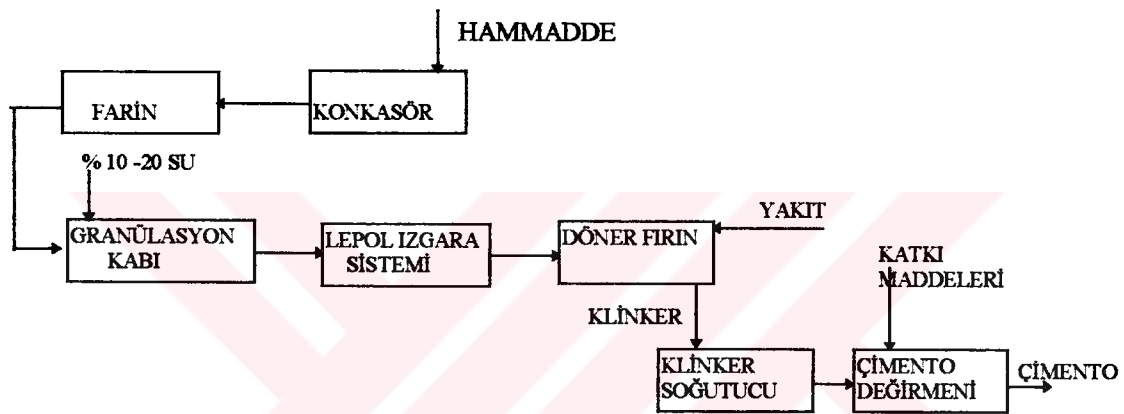 HAMMADDE
FARİN
KONKASÖR
% 10 -20 SU
GRANÜLASYON
KABI
LEPOL IZGARA
SİSTEMİ
DÖNER FIRIN
YAKIT
KATKI
MADDELERİ
KLİNKER
KLİNKER
SOĞUTUCU
ÇİMENTO
DEĞİRMENİ
ÇİMENTO